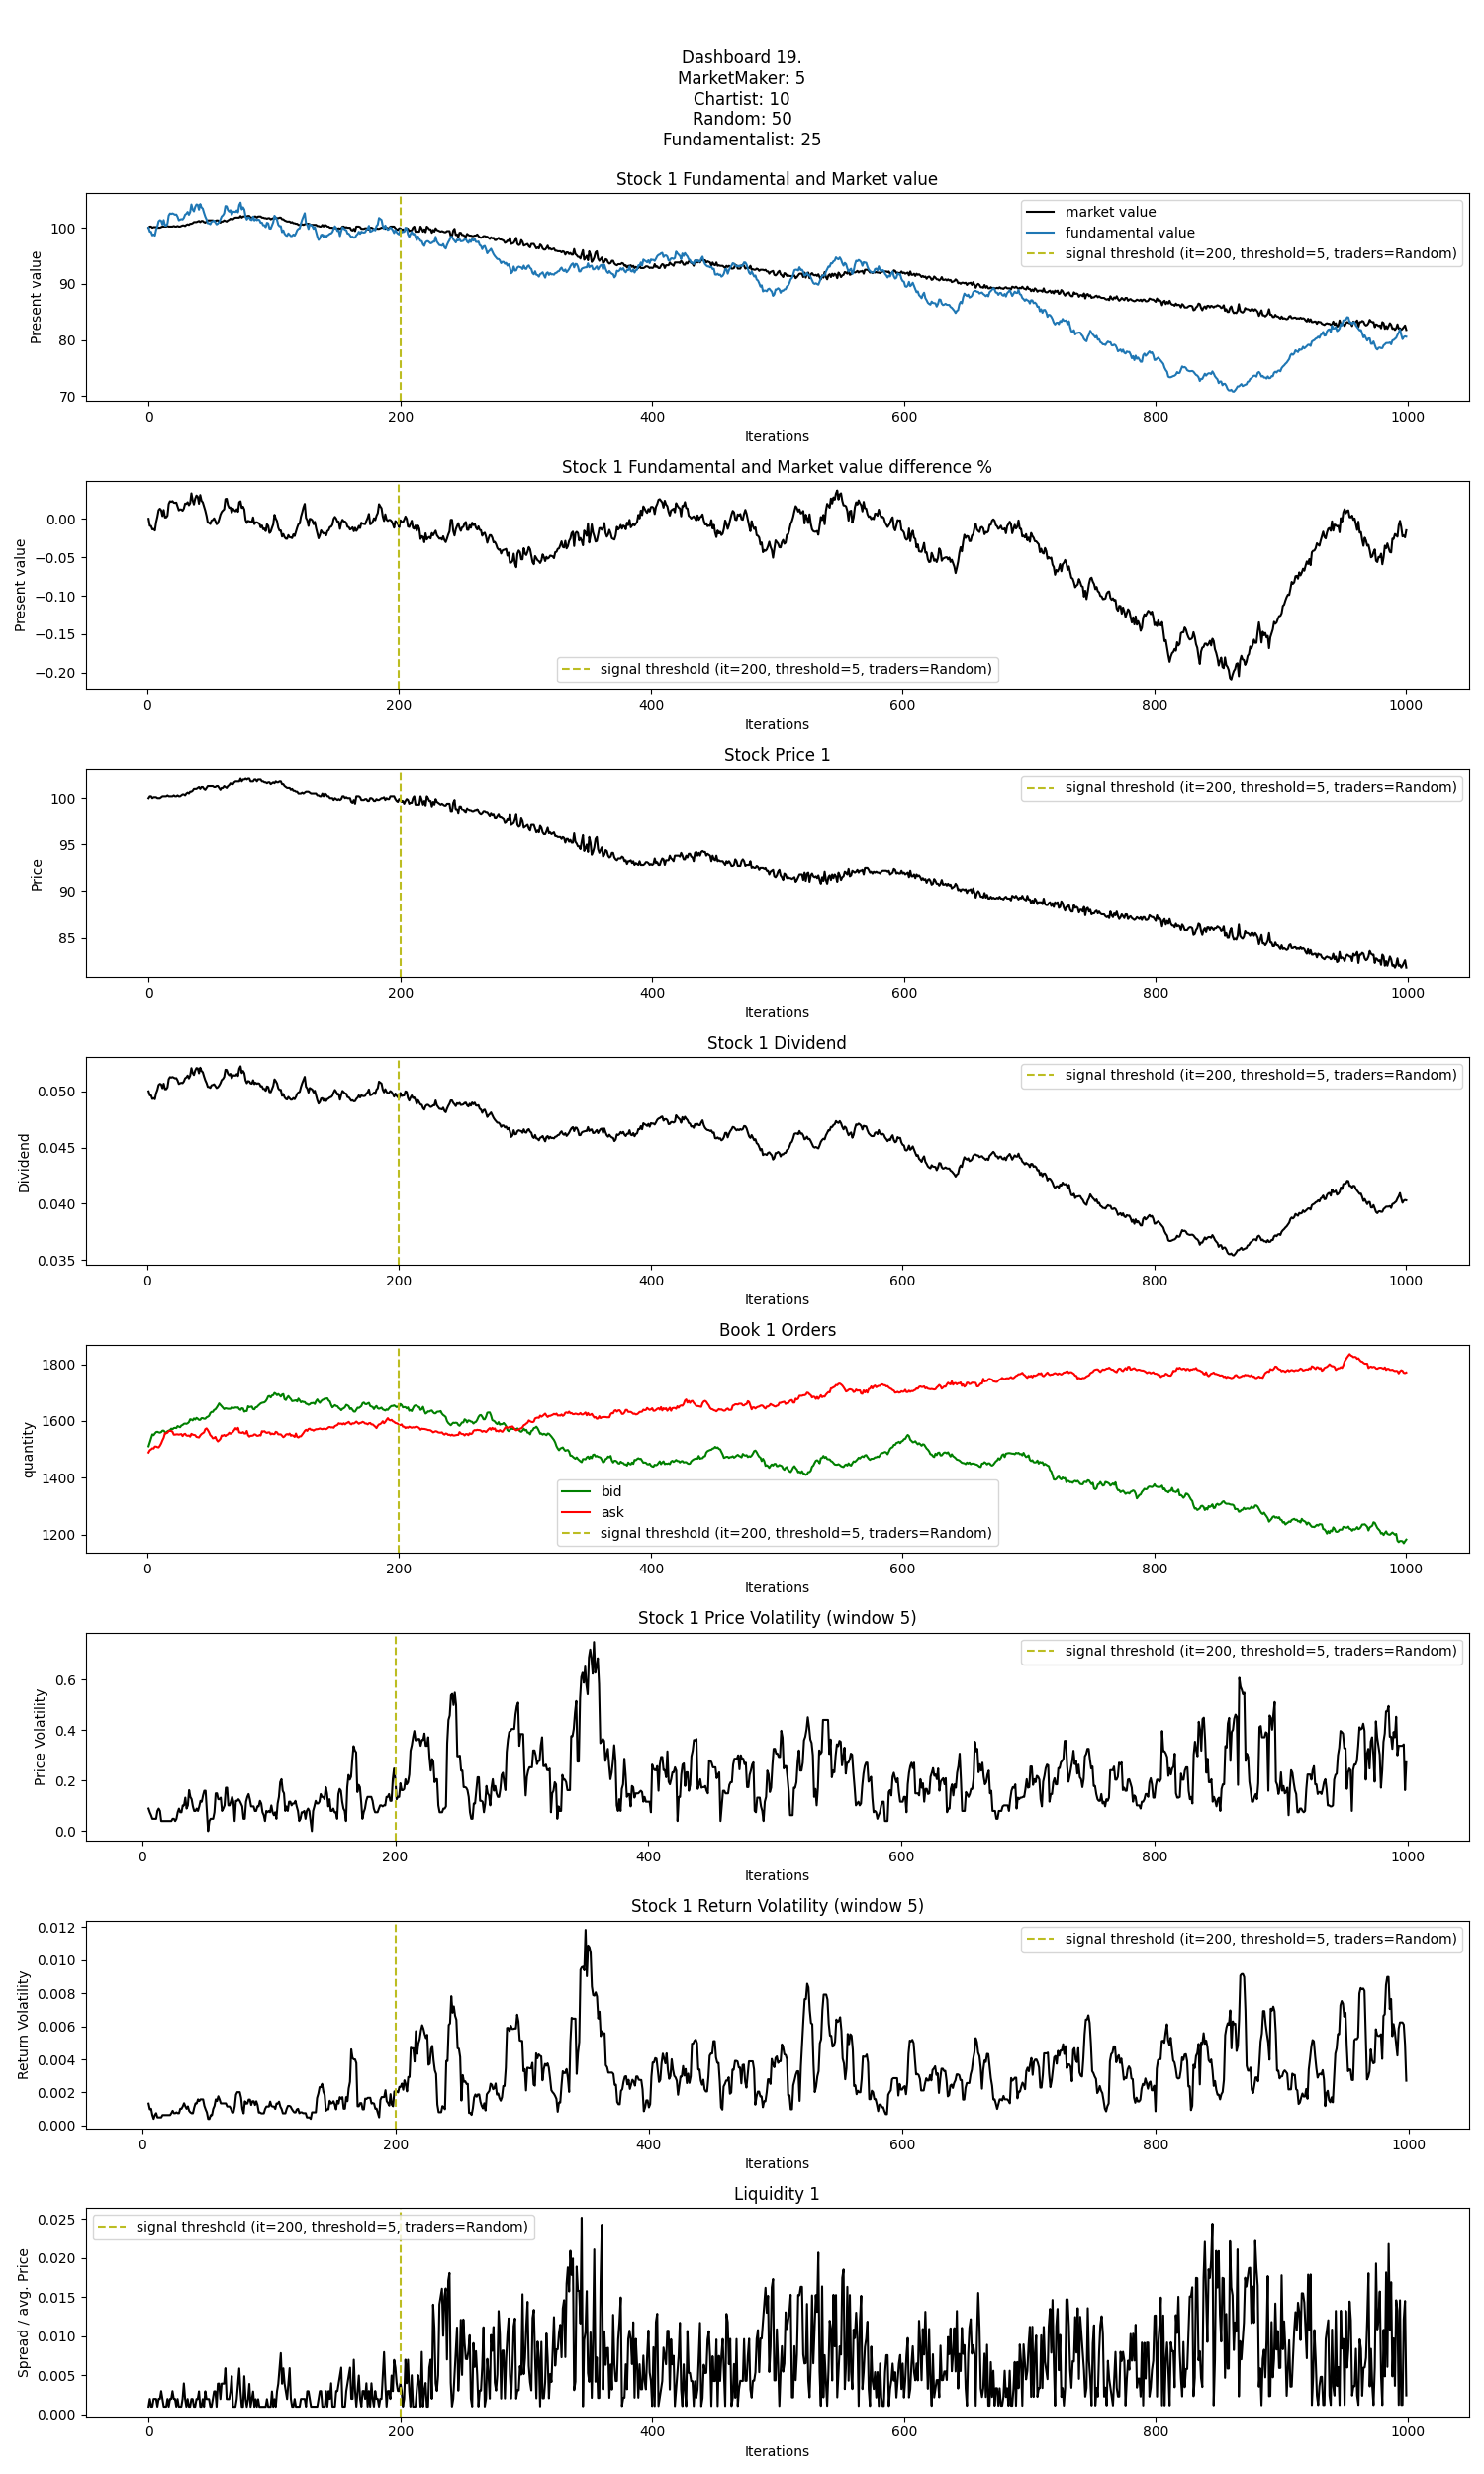 Dashboard 19.
MarketMaker: 5
Chartist: 10
Random: 50
Fundamentalist: 25
Stock 1 Fundamental and Market value
market value
fundamental value
signal threshold (it=200, threshold=5, traders=Random)
Present value
100
90
80
70
0 200 400 600 800 1000
Iterations
Stock 1 Fundamental and Market value difference %
Present value
0.00
−0.05
−0.10
−0.15
−0.20
signal threshold (it=200, threshold=5, traders=Random)
0 200 400 600 800 1000
Iterations
Stock Price 1
signal threshold (it=200, threshold=5, traders=Random)
Price
100
95
90
85
0 200 400 600 800 1000
Iterations
Stock 1 Dividend
signal threshold (it=200, threshold=5, traders=Random)
Dividend
0.050
0.045
0.040
0.035
0 200 400 600 800 1000
Iterations
Book 1 Orders
quantity
1800
1600
1400
1200
bid
ask
signal threshold (it=200, threshold=5, traders=Random)
0 200 400 600 800 1000
Iterations
Stock 1 Price Volatility (window 5)
signal threshold (it=200, threshold=5, traders=Random)
Price Volatility
0.6
0.4
0.2
0.0
0 200 400 600 800 1000
Iterations
Stock 1 Return Volatility (window 5)
signal threshold (it=200, threshold=5, traders=Random)
Return Volatility
0.012
0.010
0.008
0.006
0.004
0.002
0.000
0 200 400 600 800 1000
Iterations
Liquidity 1
signal threshold (it=200, threshold=5, traders=Random)
Spread / avg. Price
0.025
0.020
0.015
0.010
0.005
0.000
0 200 400 600 800 1000
Iterations